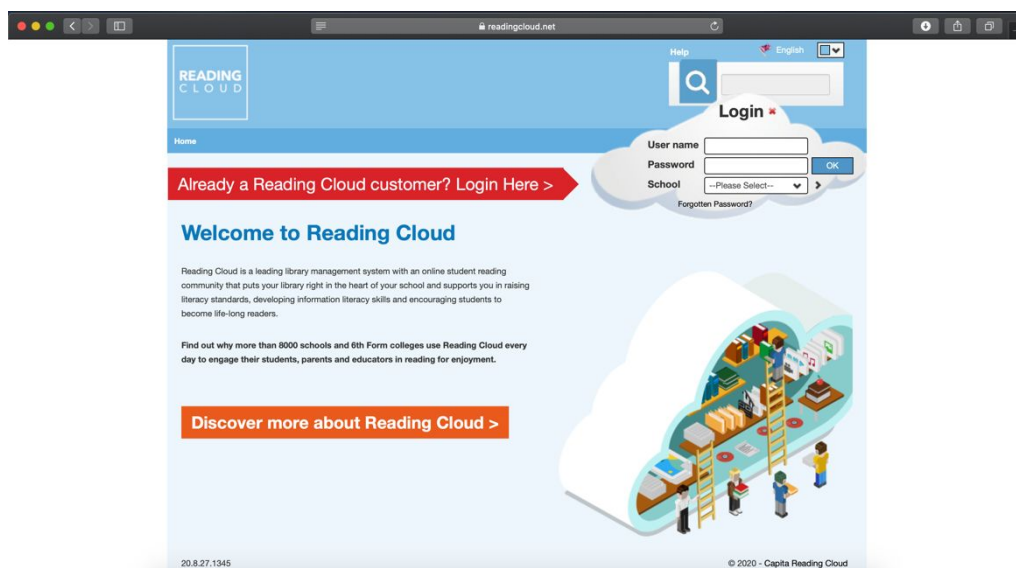 readingcloud.net
Help
English
READING
CLOUD
Login
Home
User name
Password
OK
School
--Please Select--
Forgotten Password?
Already a Reading Cloud customer? Login Here >
Welcome to Reading Cloud
Reading Cloud is a leading library management system with an online student reading
community that puts your library right in the heart of your school and supports you in raising
literacy standards, developing information literacy skills and encouraging students to
become life-long readers.
Find out why more than 8000 schools and 6th Form colleges use Reading Cloud every
day to engage their students, parents and educators in reading for enjoyment.
Discover more about Reading Cloud >
20.8.27.1345
© 2020 - Capita Reading Cloud